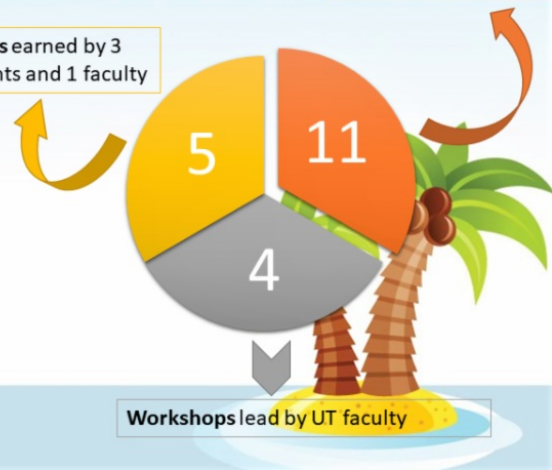 s earned by 3
nts and 1 faculty
5
11
4
Workshops lead by UT faculty